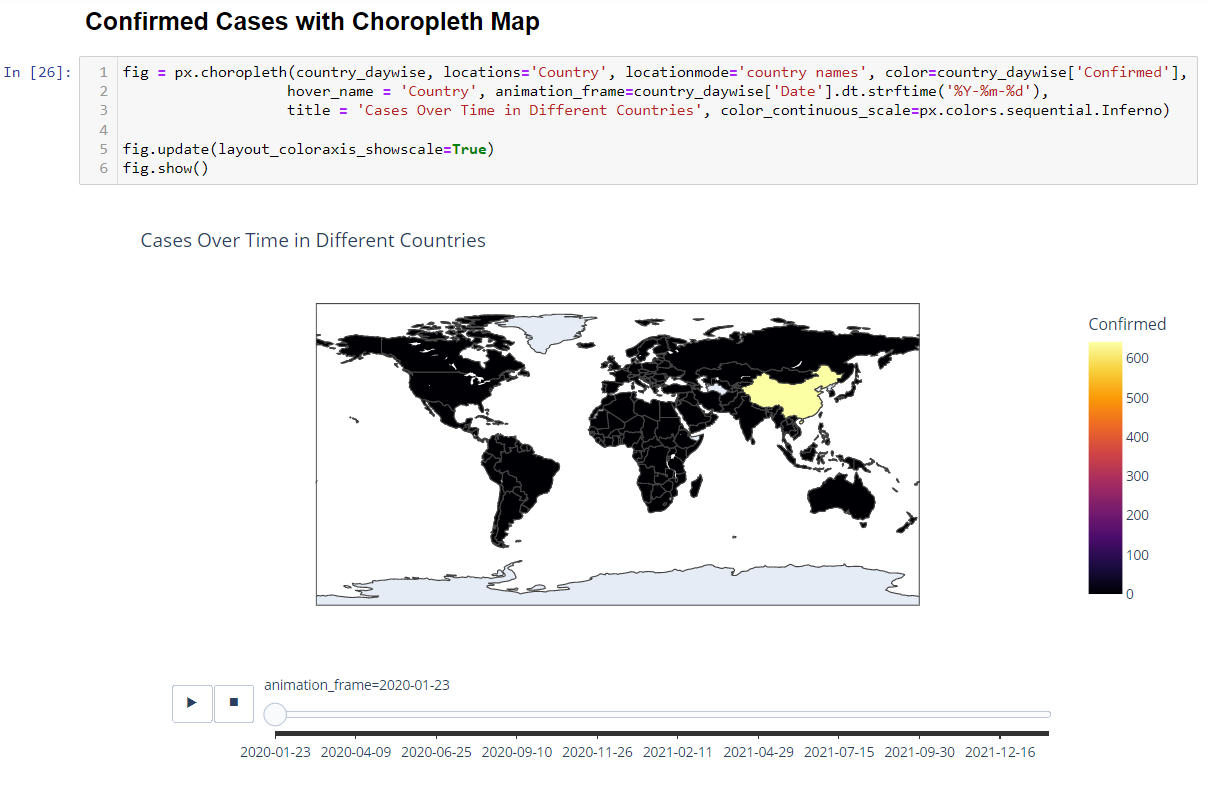 Confirmed Cases with Choropleth Map
In [26]:
1 fig = px.choropleth(country_daywise, locations='Country', locationmode='country names', color=country_daywise['Confirmed'],
2 hover_name = 'Country', animation_frame=country_daywise['Date'].dt.strftime('%Y-%m-%d'),
3 title = 'Cases Over Time in Different Countries', color_continuous_scale=px.colors.sequential.Inferno)
4
5 fig.update(layout_coloraxis_showscale=True)
6 fig.show()
Cases Over Time in Different Countries
Confirmed
600
500
400
300
200
100
0
animation_frame=2020-01-23
2020-01-23 2020-04-09 2020-06-25 2020-09-10 2020-11-26 2021-02-11 2021-04-29 2021-07-15 2021-09-30 2021-12-16